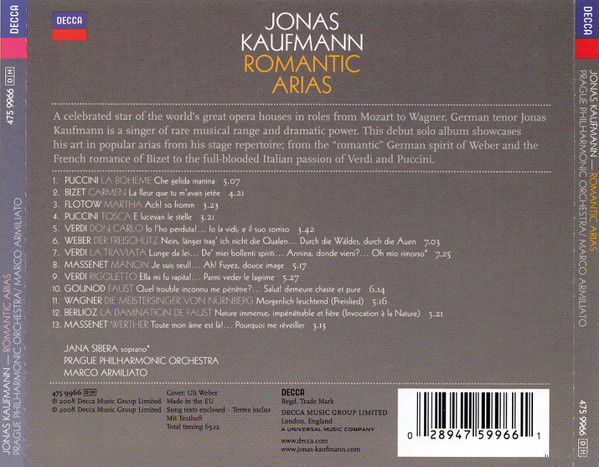 DECCA
JONAS
KAUFMANN
ROMANTIC
ARIAS
A celebrated star of the world's great opera houses in roles from Mozart to Wagner, German tenor Jonas
Kaufmann is a singer of rare musical range and dramatic power. This debut solo album showcases
his art in popular arias from his stage repertoire; from the "romantic" German spirit of Weber and the
French romance of Bizet to the full-blooded Italian passion of Verdi and Puccini.
1. PUCCINI LA BOHEME Che gelida manina 5.07
2. BIZET CARMEN La fleur que tu m'avais jetée 4.21
3. FLOTOW MARTHA Ach! so fromm 3.23
4. PUCCINI TOSCA E lucevan le stelle 3.21
5. VERDI DON CARLO Io l'ho perduta!... Io la vidi, e il suo sorriso 3.42
6. WEBER DER FREISCHÜTZ Nein, länger trag' ich nicht die Qualen... Durch die Wälder, durch die Auen 7.03
7. VERDI LA TRAVIATA Lunge da lei... De' miei bollenti spiriti... Annina, donde vieni?... Oh mio rimorso* 7.25
8. MASSENET MANON Je suis seul!... Ah! Fuyez, douce image 5.17
9. VERDI RIGOLETTO Ella mi fu rapita!... Parmi veder le lagrime 5.27
10. GOUNOD FAUST Quel trouble inconnu me pénètre?... Salut! demeure chaste et pure 6.14
11. WAGNER DIE MEISTERSINGER VON NÜRNBERG Morgenlich leuchtend (Preislied) 5.16
12. BERLIOZ LA DAMNATION DE FAUST Nature immense, impénétrable et fière (Invocation à la Nature) 5.21
13. MASSENET WERTHER Toute mon âme est là!... Pourquoi me réveiller 3.13
JANA SIBERA soprano*
PRAGUE PHILHARMONIC ORCHESTRA
MARCO ARMILIATO
475 9966 DH
℗ 2008 Decca Music Group Limited
© 2008 Decca Music Group Limited
Cover: Uli Weber
Made in the EU
Sung texts enclosed · Textes inclus
Mit Textheft
Total timing 65.12
DECCA
Regd. Trade Mark
DECCA MUSIC GROUP LIMITED
London, England
A UNIVERSAL MUSIC COMPANY
www.decca.com
www.jonas-kaufmann.com
0 28947 59966 1
DECCA
475 9966 DH
JONAS KAUFMANN — ROMANTIC ARIAS
PRAGUE PHILHARMONIC ORCHESTRA/ MARCO ARMILIATO
DECCA
JONAS KAUFMANN — ROMANTIC ARIAS
PRAGUE PHILHARMONIC ORCHESTRA/ MARCO ARMILIATO
475 9966 DH